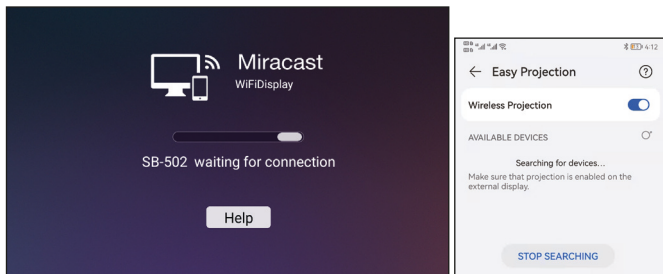 Miracast
WiFiDisplay
SB-502 waiting for connection
Help
4:12
Easy Projection
Wireless Projection
AVAILABLE DEVICES
Searching for devices...
Make sure that projection is enabled on the
external display.
STOP SEARCHING